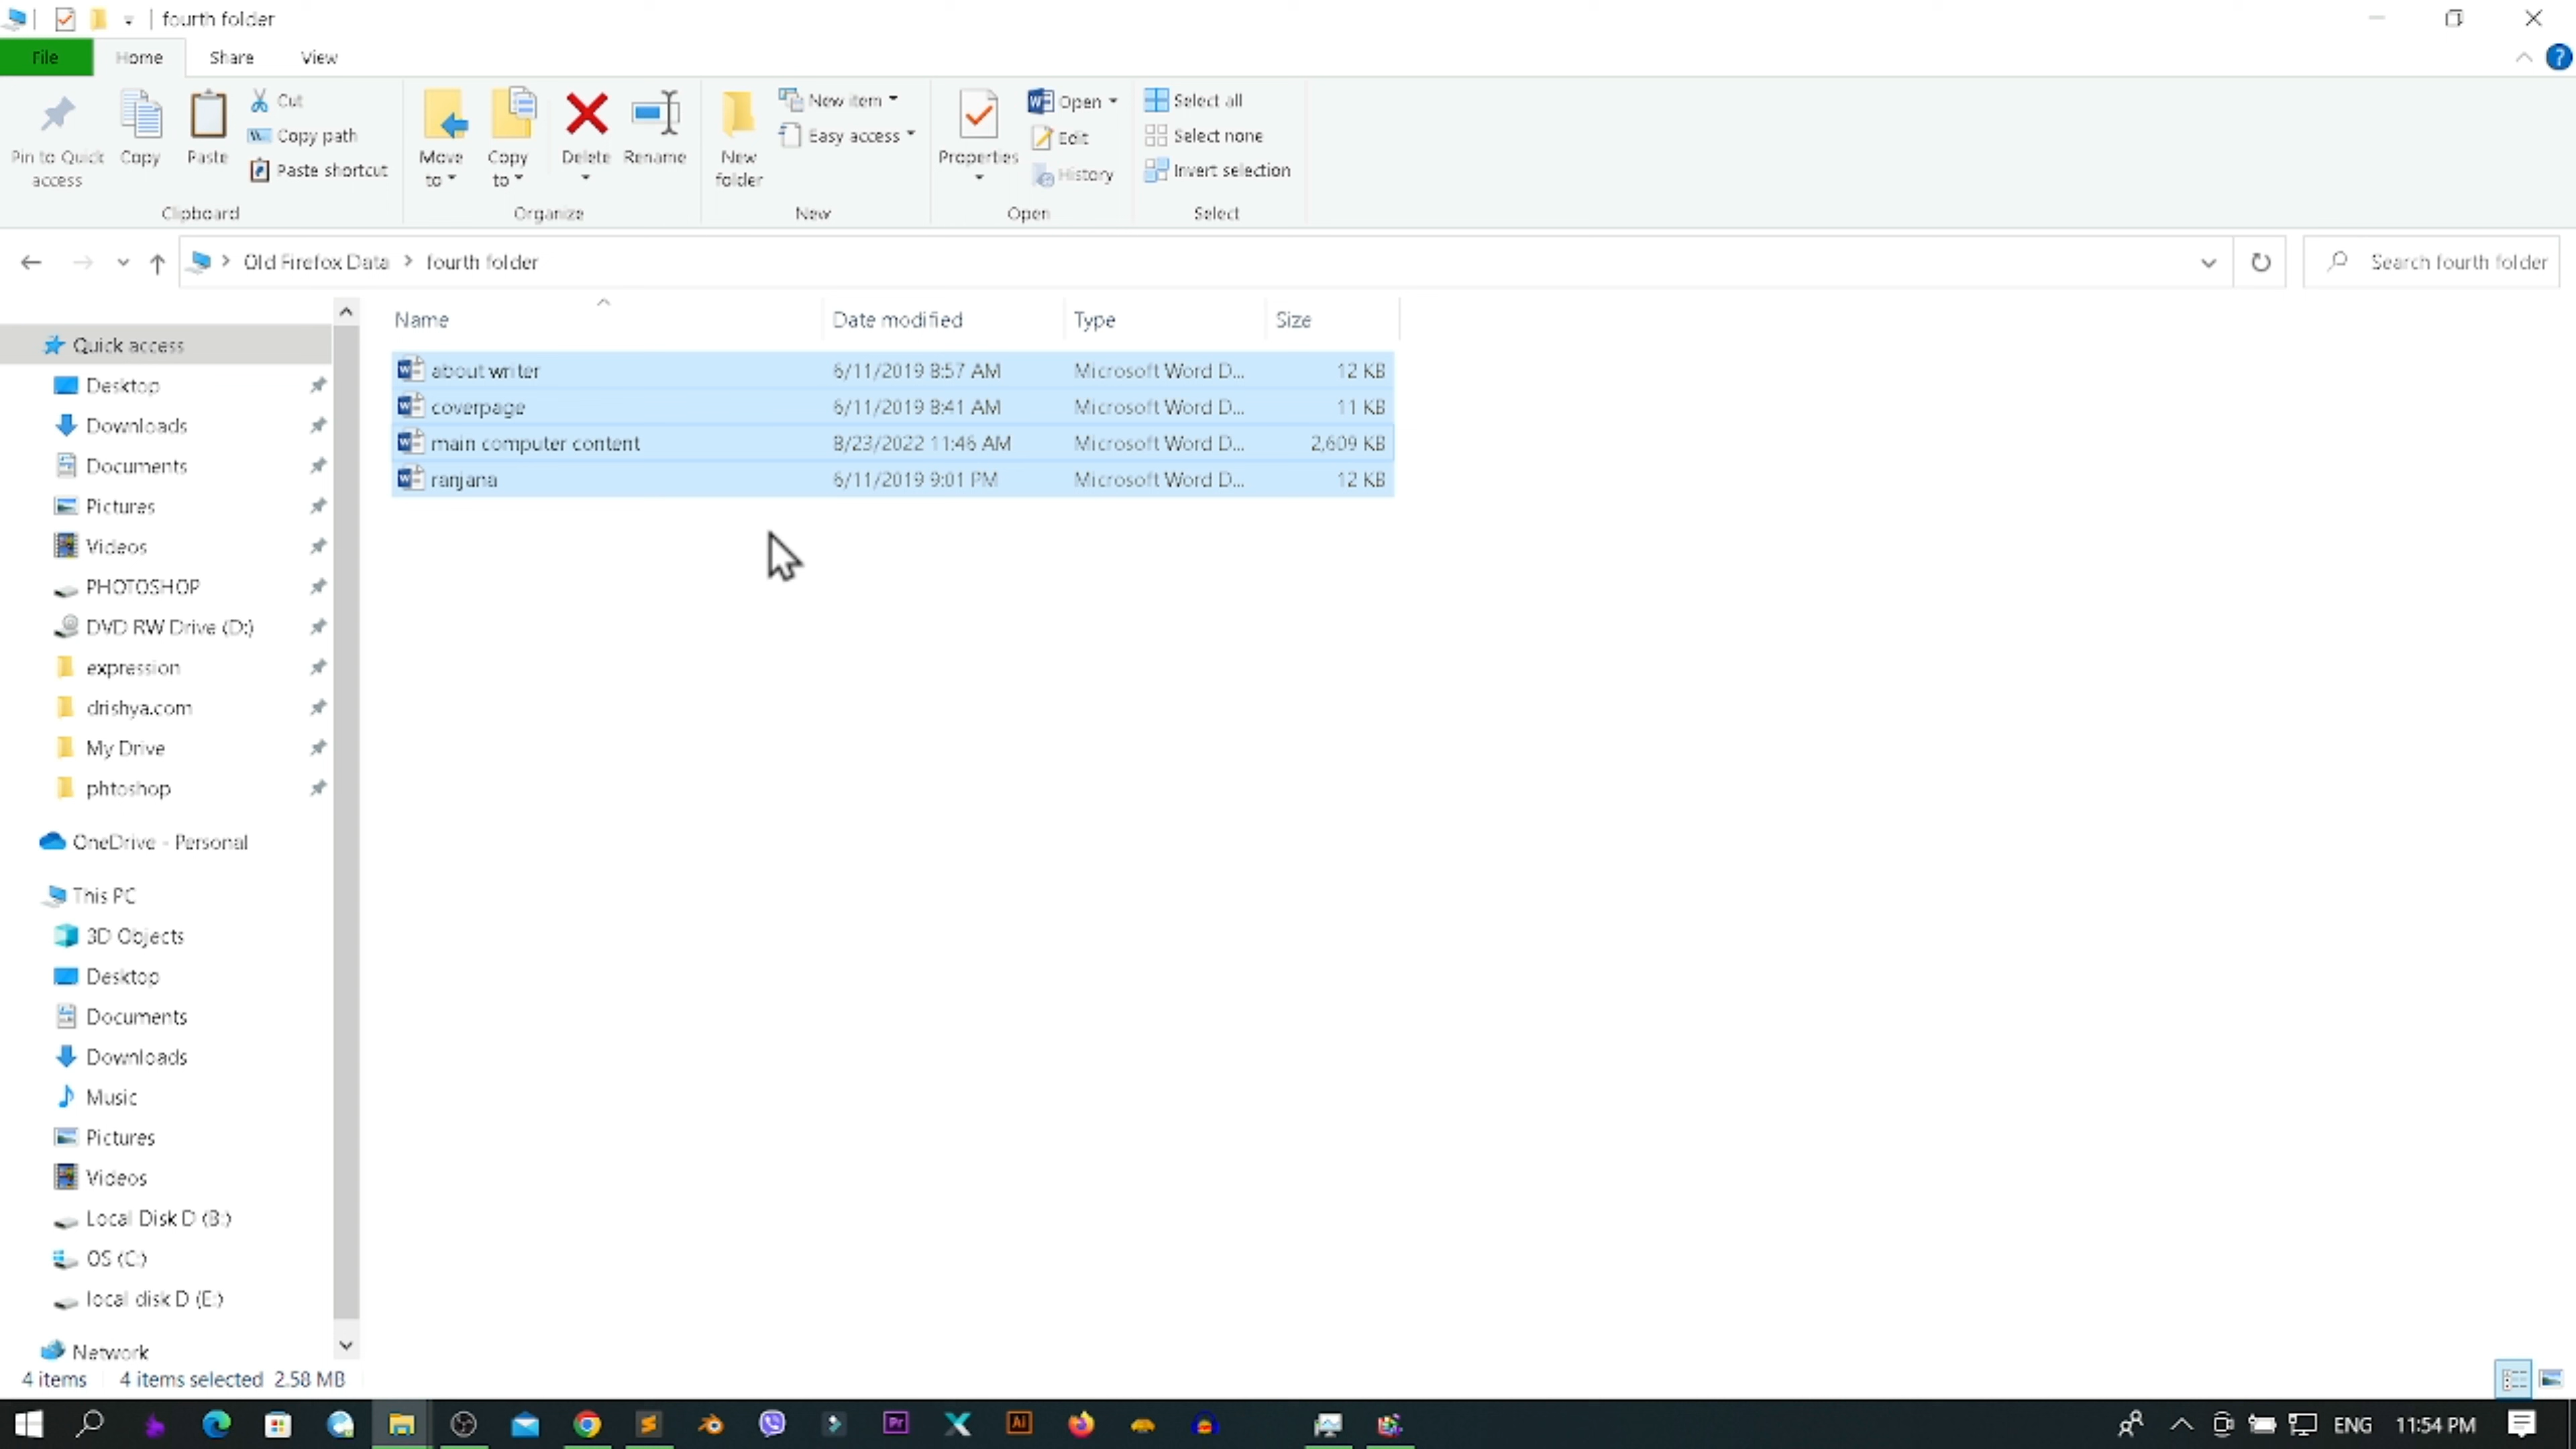 fourth folder
File Home Share View
Pin to Quick access
Copy
Paste
Cut
Copy path
Paste shortcut
Clipboard
Move to
Copy to
Delete
Rename
Organize
New folder
New item
Easy access
New
Properties
Open
Edit
History
Open
Select all
Select none
Invert selection
Select
Old Firefox Data > fourth folder
Search fourth folder
Name Date modified Type Size
about writer 6/11/2019 8:57 AM Microsoft Word D... 12 KB
coverpage 6/11/2019 8:41 AM Microsoft Word D... 11 KB
main computer content 8/23/2022 11:46 AM Microsoft Word D... 2,609 KB
ranjana 6/11/2019 9:01 PM Microsoft Word D... 12 KB
Quick access
Desktop
Downloads
Documents
Pictures
Videos
PHOTOSHOP
DVD RW Drive (D:)
expression
drishya.com
My Drive
phtoshop
OneDrive - Personal
This PC
3D Objects
Desktop
Documents
Downloads
Music
Pictures
Videos
Local Disk D (B:)
OS (C:)
local disk D (E:)
Network
4 items 4 items selected 2.58 MB
Pr Ai ENG 11:54 PM